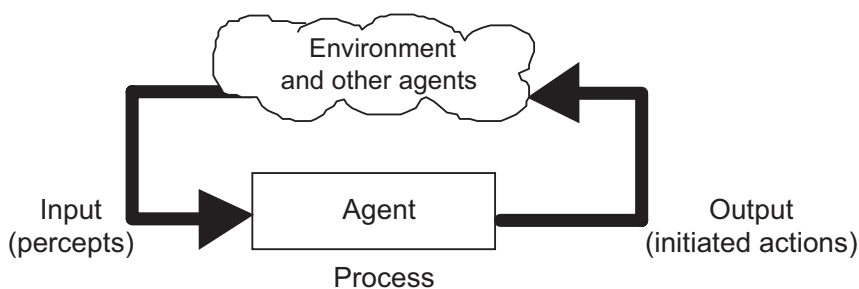 Environment
and other agents
Input
(percepts)
Agent
Output
(initiated actions)
Process